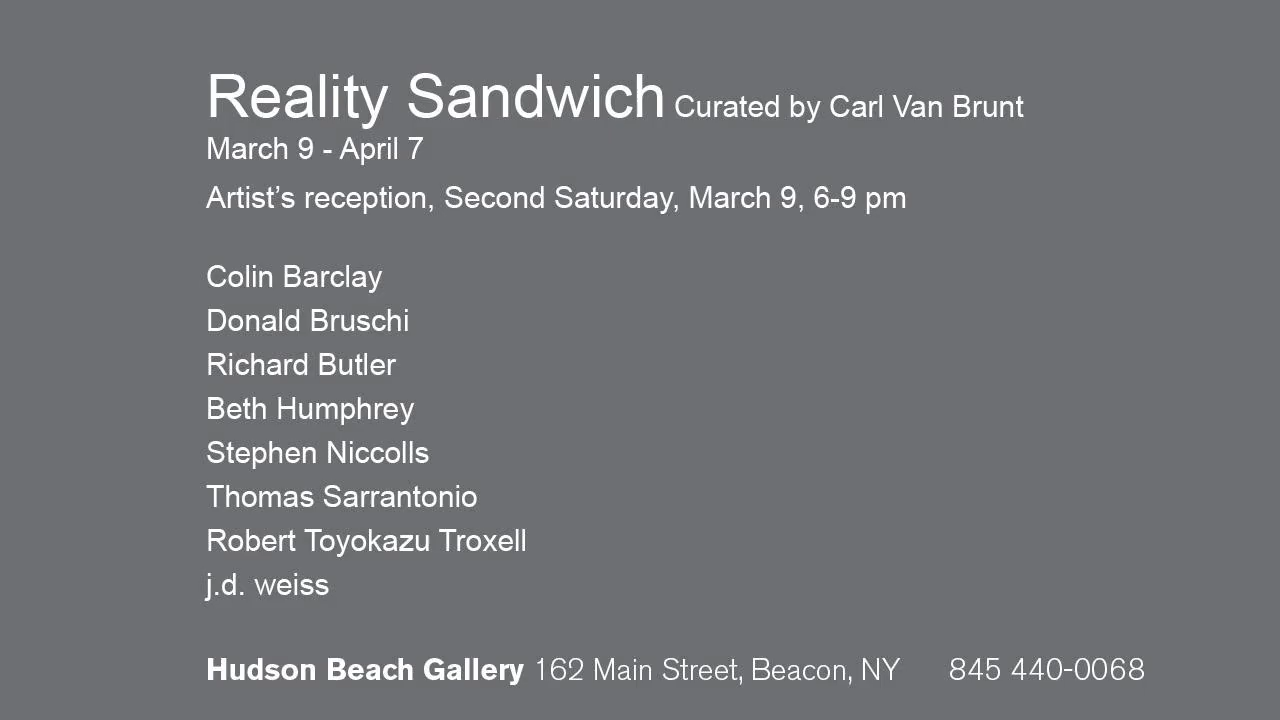 Reality Sandwich Curated by Carl Van Brunt
March 9 - April 7
Artist’s reception, Second Saturday, March 9, 6-9 pm
Colin Barclay
Donald Bruschi
Richard Butler
Beth Humphrey
Stephen Niccolls
Thomas Sarrantonio
Robert Toyokazu Troxell
j.d. weiss
Hudson Beach Gallery 162 Main Street, Beacon, NY 845 440-0068